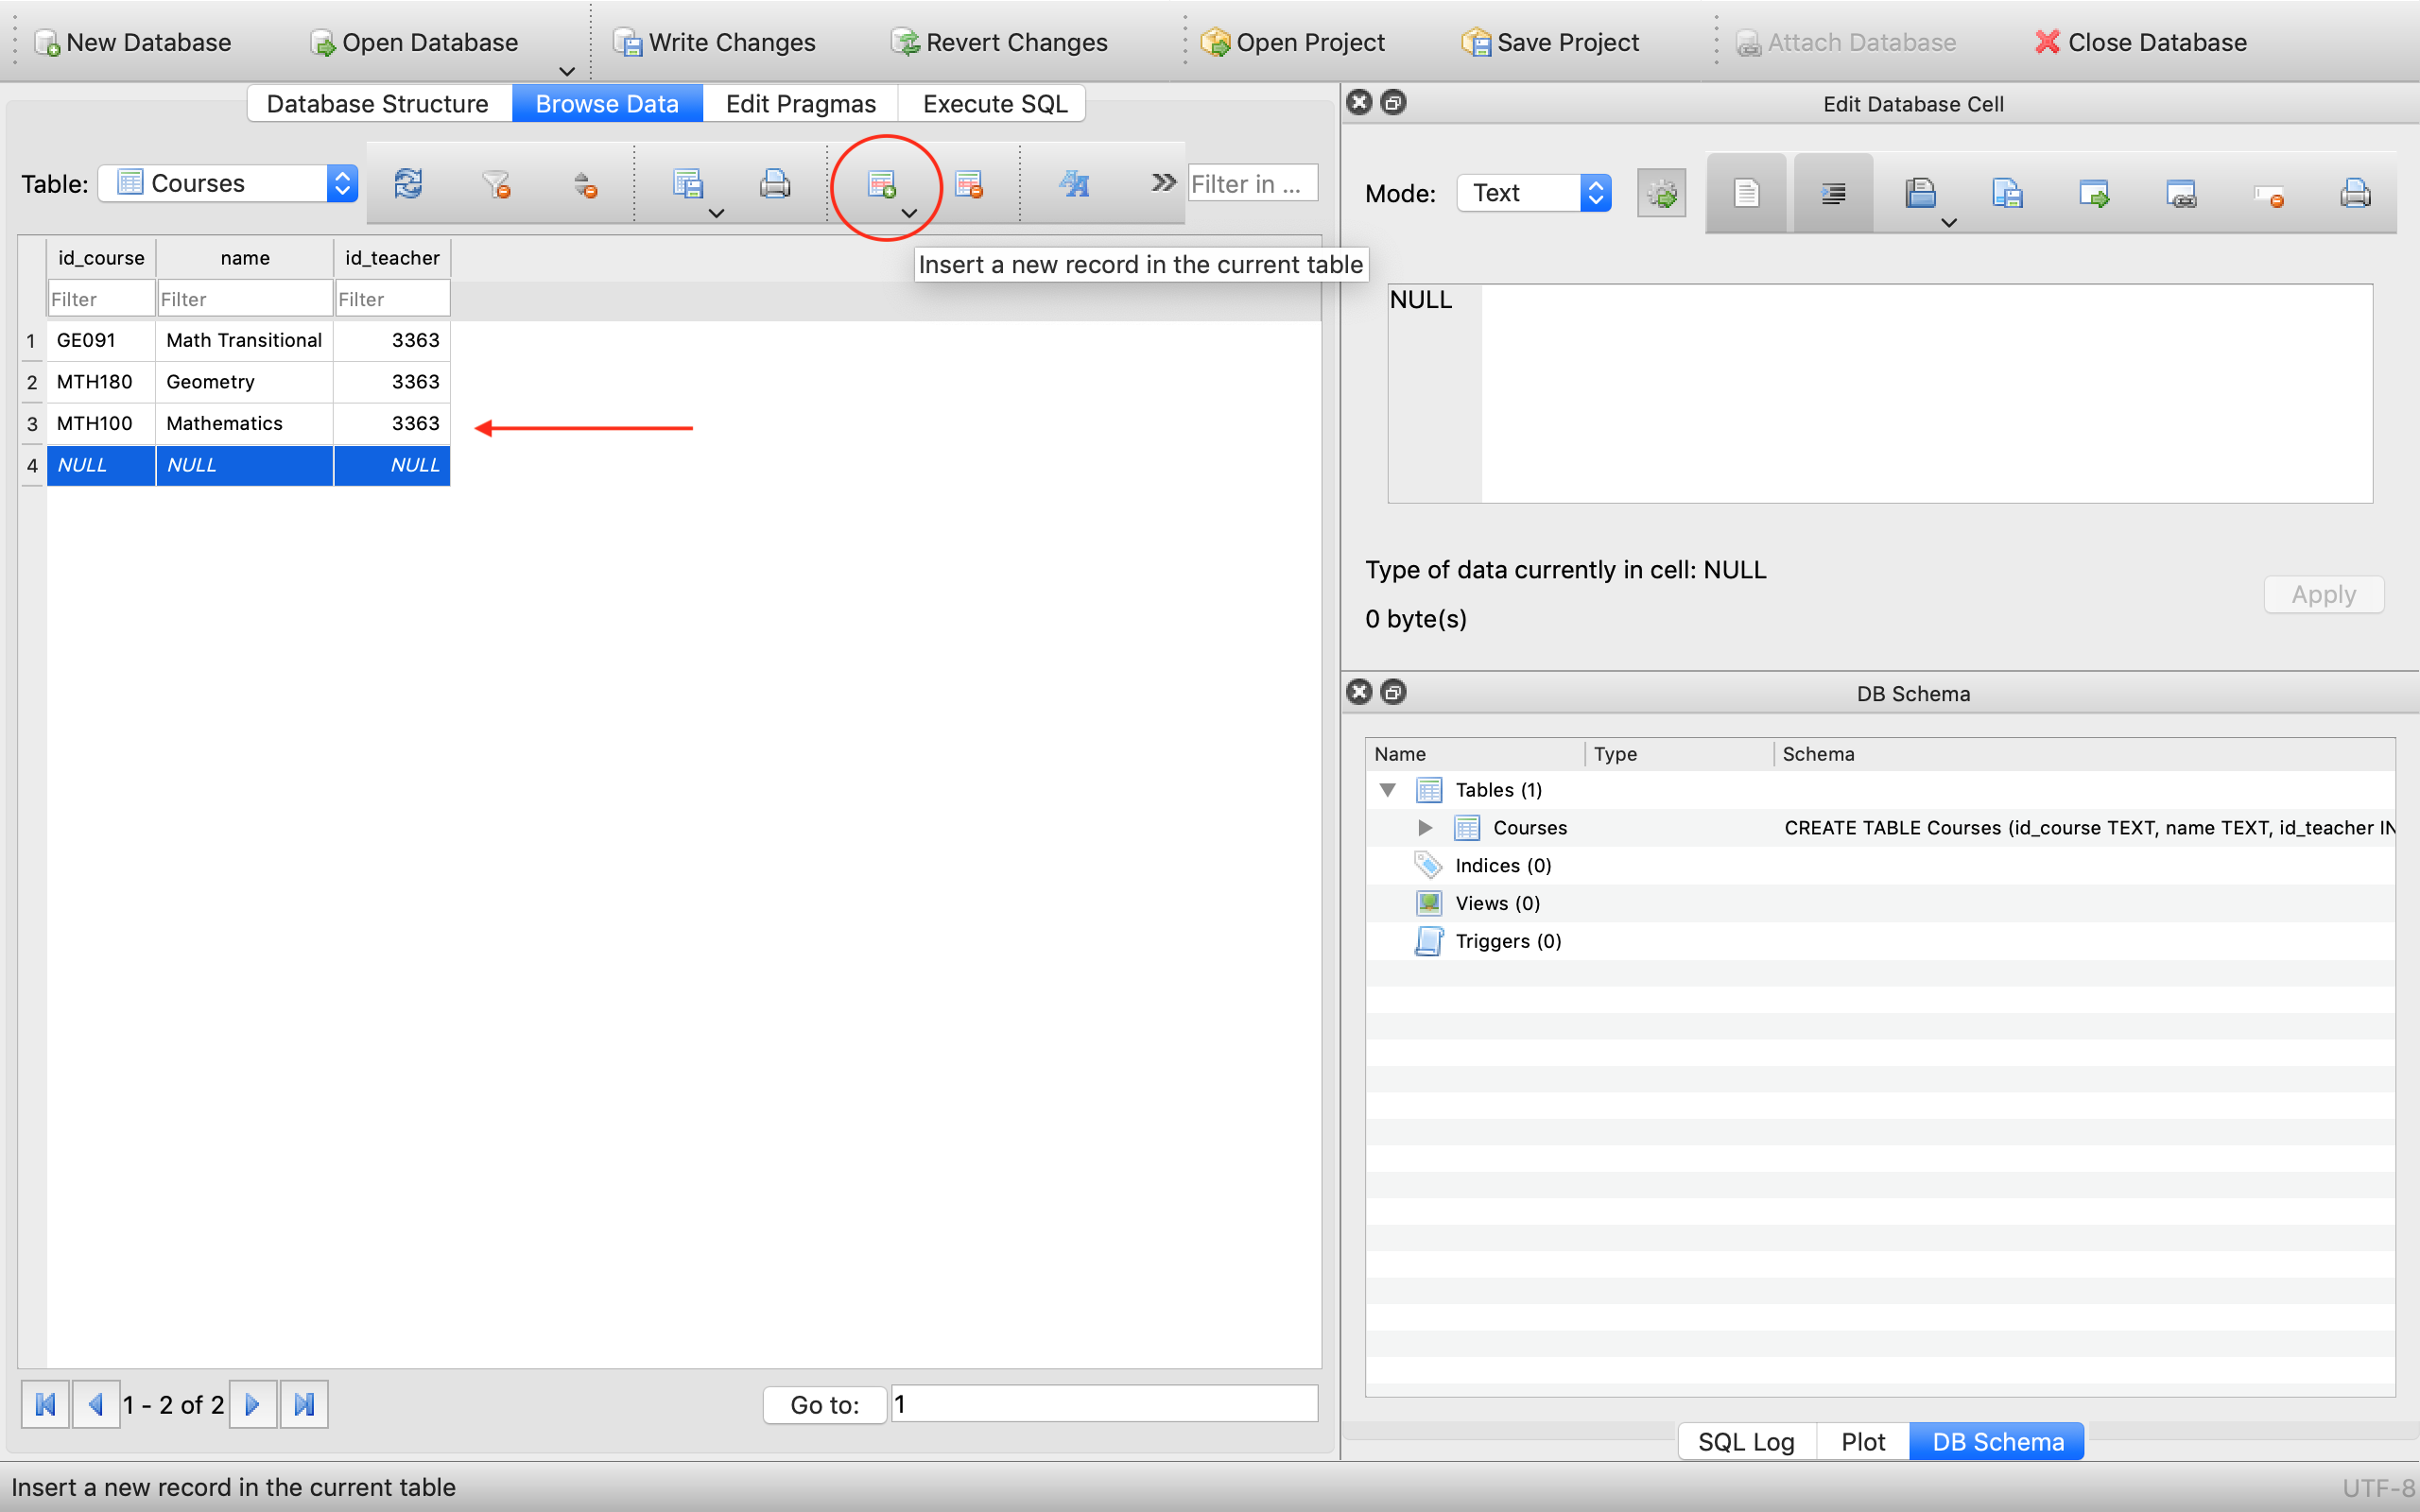 New Database Open Database Write Changes Revert Changes Open Project Save Project Attach Database Close Database
Database Structure Browse Data Edit Pragmas Execute SQL
Table: Courses Filter in ...
Insert a new record in the current table
id_course name id_teacher
Filter Filter Filter
1 GE091 Math Transitional 3363
2 MTH180 Geometry 3363
3 MTH100 Mathematics 3363
4 NULL NULL NULL
1 - 2 of 2 Go to: 1
Edit Database Cell
Mode: Text
NULL
Type of data currently in cell: NULL
0 byte(s)
Apply
DB Schema
Name Type Schema
Tables (1)
Courses CREATE TABLE Courses (id_course TEXT, name TEXT, id_teacher IN
Indices (0)
Views (0)
Triggers (0)
SQL Log Plot DB Schema
Insert a new record in the current table UTF-8